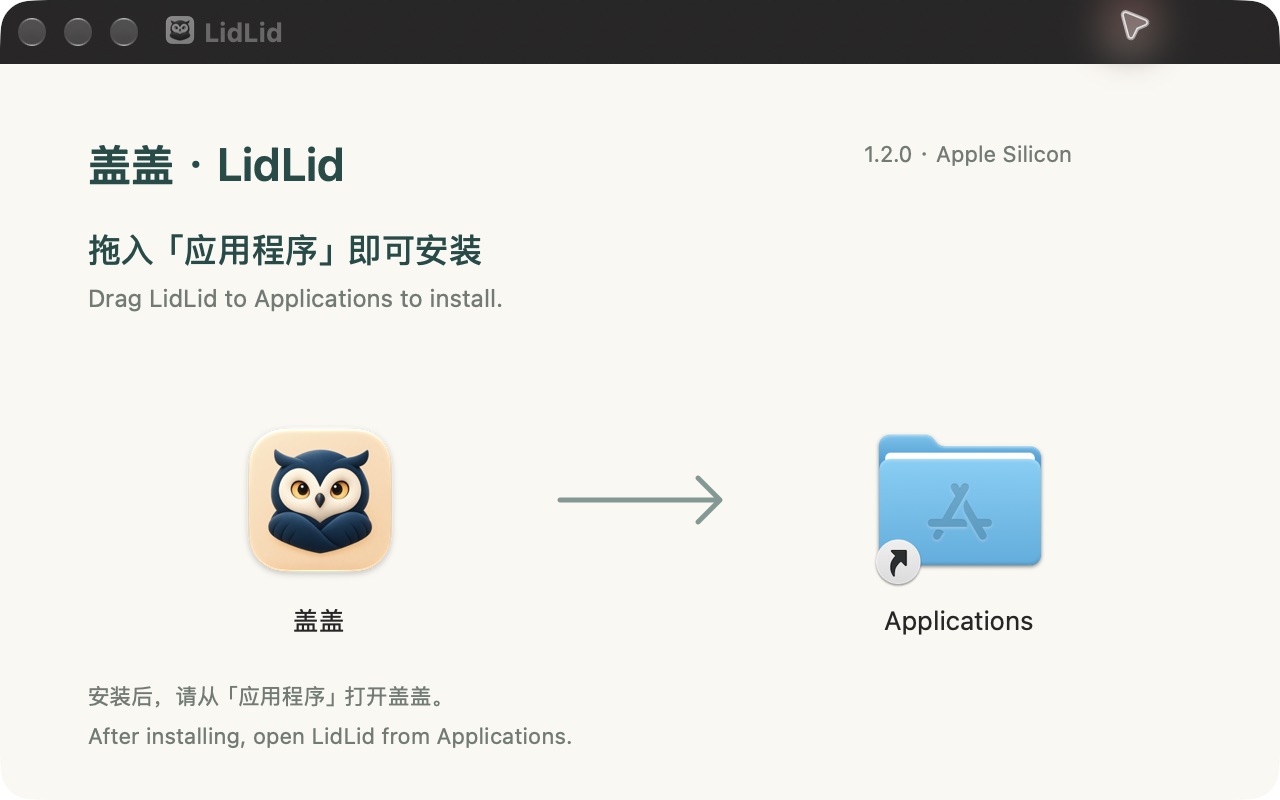 LidLid
盖盖 · LidLid
1.2.0 · Apple Silicon
拖入「应用程序」即可安装
Drag LidLid to Applications to install.
盖盖
Applications
安装后，请从「应用程序」打开盖盖。
After installing, open LidLid from Applications.